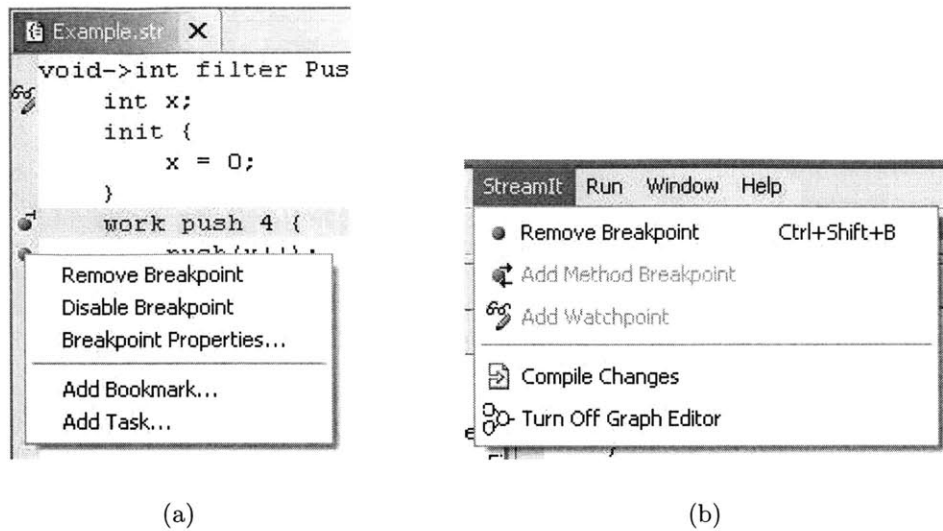 Example.str
void->int filter Pus
int x;
init {
x = 0;
}
work push 4 {
push(x++);
Remove Breakpoint
Disable Breakpoint
Breakpoint Properties...
Add Bookmark...
Add Task...
(a)
StreamIt Run Window Help
Remove Breakpoint Ctrl+Shift+B
Add Method Breakpoint
Add Watchpoint
Compile Changes
Turn Off Graph Editor
(b)